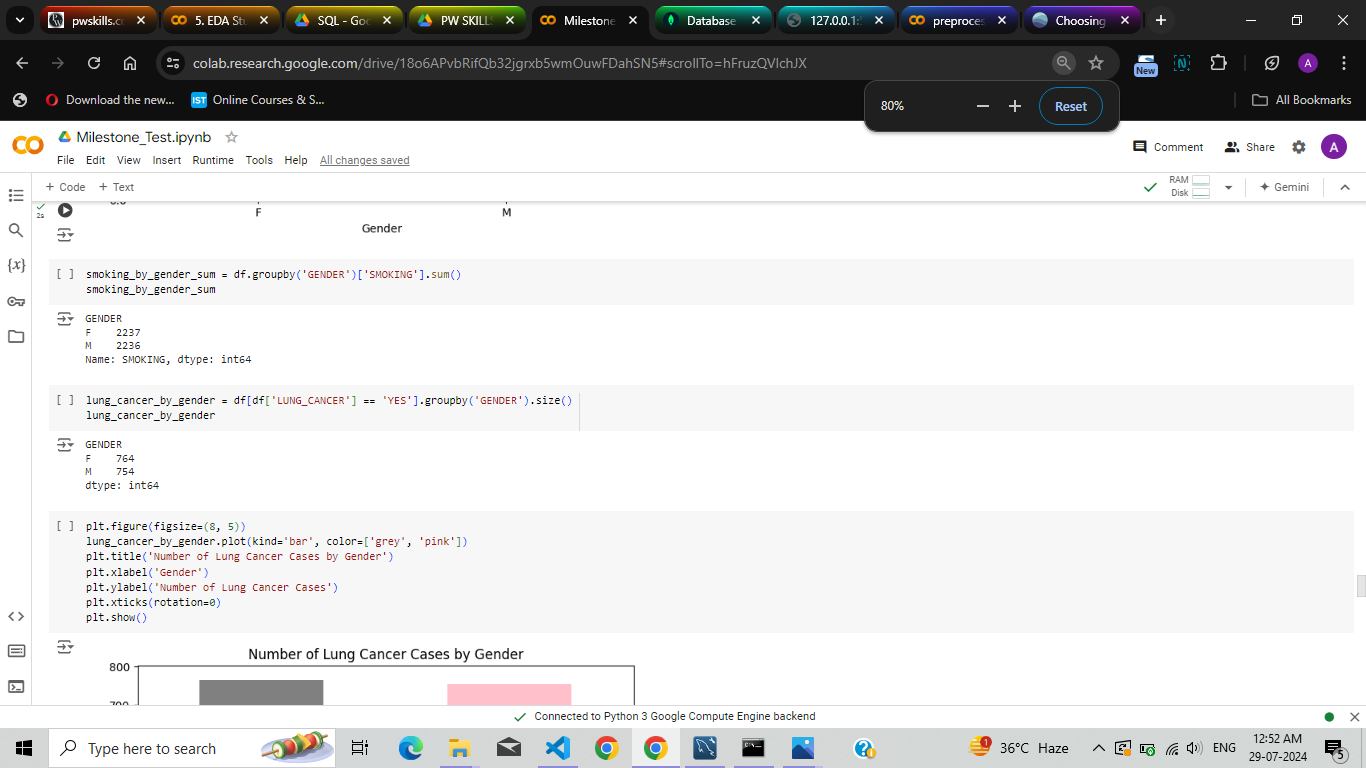 pwskills.co
5. EDA Stu
SQL - Goo
PW SKILL
Milestone
Database
127.0.0.1:
preproces
Choosing
colab.research.google.com/drive/18o6APvbRifQb32jgrxb5wmOuwFDahSN5#scrollTo=hFruzQVlchJX
A
New
Download the new...
IST Online Courses & S...
All Bookmarks
80%
Reset
Milestone_Test.ipynb
File Edit View Insert Runtime Tools Help All changes saved
Comment
Share
A
+ Code + Text
RAM
Disk
Gemini
2s
F M
Gender
{x}
[ ] smoking_by_gender_sum = df.groupby('GENDER')['SMOKING'].sum()
smoking_by_gender_sum
GENDER
F 2237
M 2236
Name: SMOKING, dtype: int64
[ ] lung_cancer_by_gender = df[df['LUNG_CANCER'] == 'YES'].groupby('GENDER').size()
lung_cancer_by_gender
GENDER
F 764
M 754
dtype: int64
[ ] plt.figure(figsize=(8, 5))
lung_cancer_by_gender.plot(kind='bar', color=['grey', 'pink'])
plt.title('Number of Lung Cancer Cases by Gender')
plt.xlabel('Gender')
plt.ylabel('Number of Lung Cancer Cases')
plt.xticks(rotation=0)
plt.show()
Number of Lung Cancer Cases by Gender
800
Connected to Python 3 Google Compute Engine backend
Type here to search
1
36°C Haze
ENG
12:52 AM
29-07-2024
5